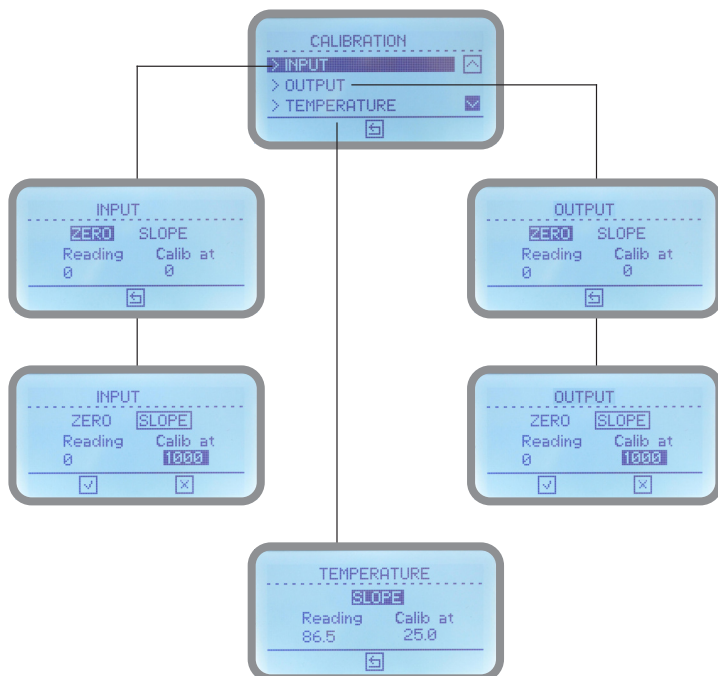 CALIBRATION
> INPUT
> OUTPUT
> TEMPERATURE
INPUT
ZERO SLOPE
Reading Calib at
0 0
OUTPUT
ZERO SLOPE
Reading Calib at
0 0
INPUT
ZERO SLOPE
Reading Calib at
0 1000
OUTPUT
ZERO SLOPE
Reading Calib at
0 1000
TEMPERATURE
SLOPE
Reading Calib at
86.5 25.0